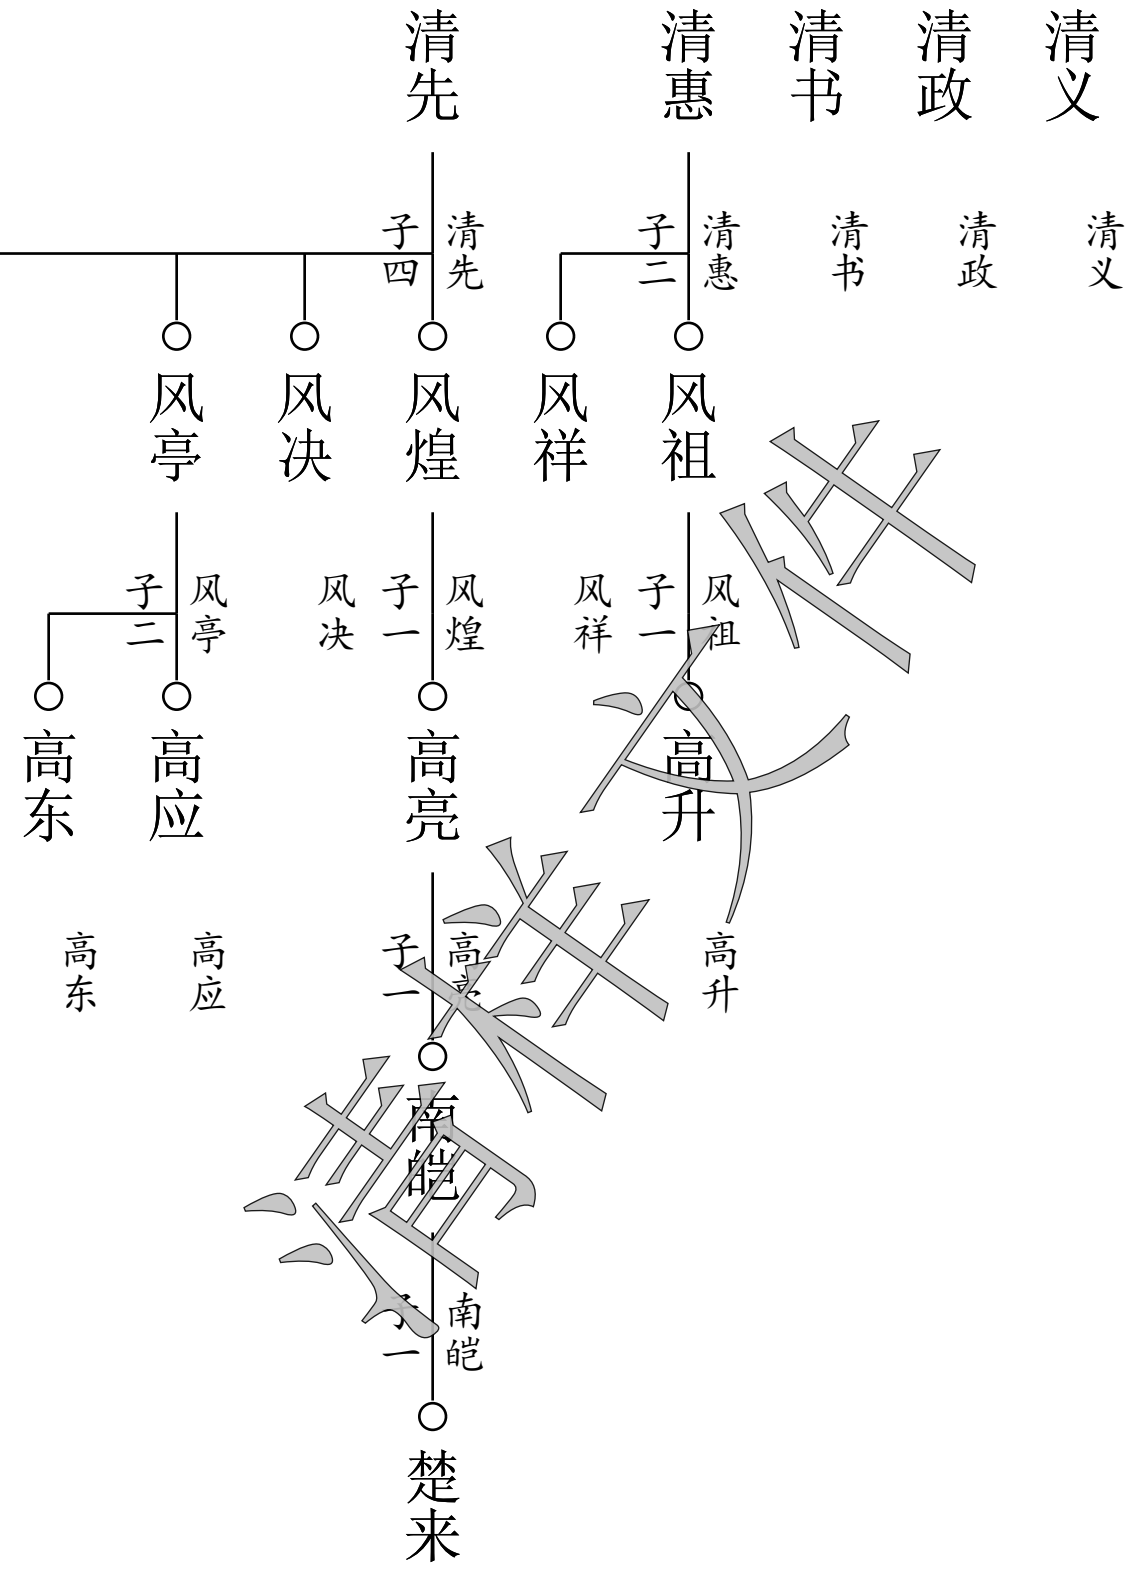 清义
清政
清书
清惠
清先
清义
清政
清书
清惠
子二
清先
子四
风祖
风祥
风煌
风决
风亭
风祖
子一
风祥
风煌
子一
风决
风亭
子二
高升
高亮
高应
高东
高升
高亮
子一
高应
高东
南皑
南皑
子一
楚来